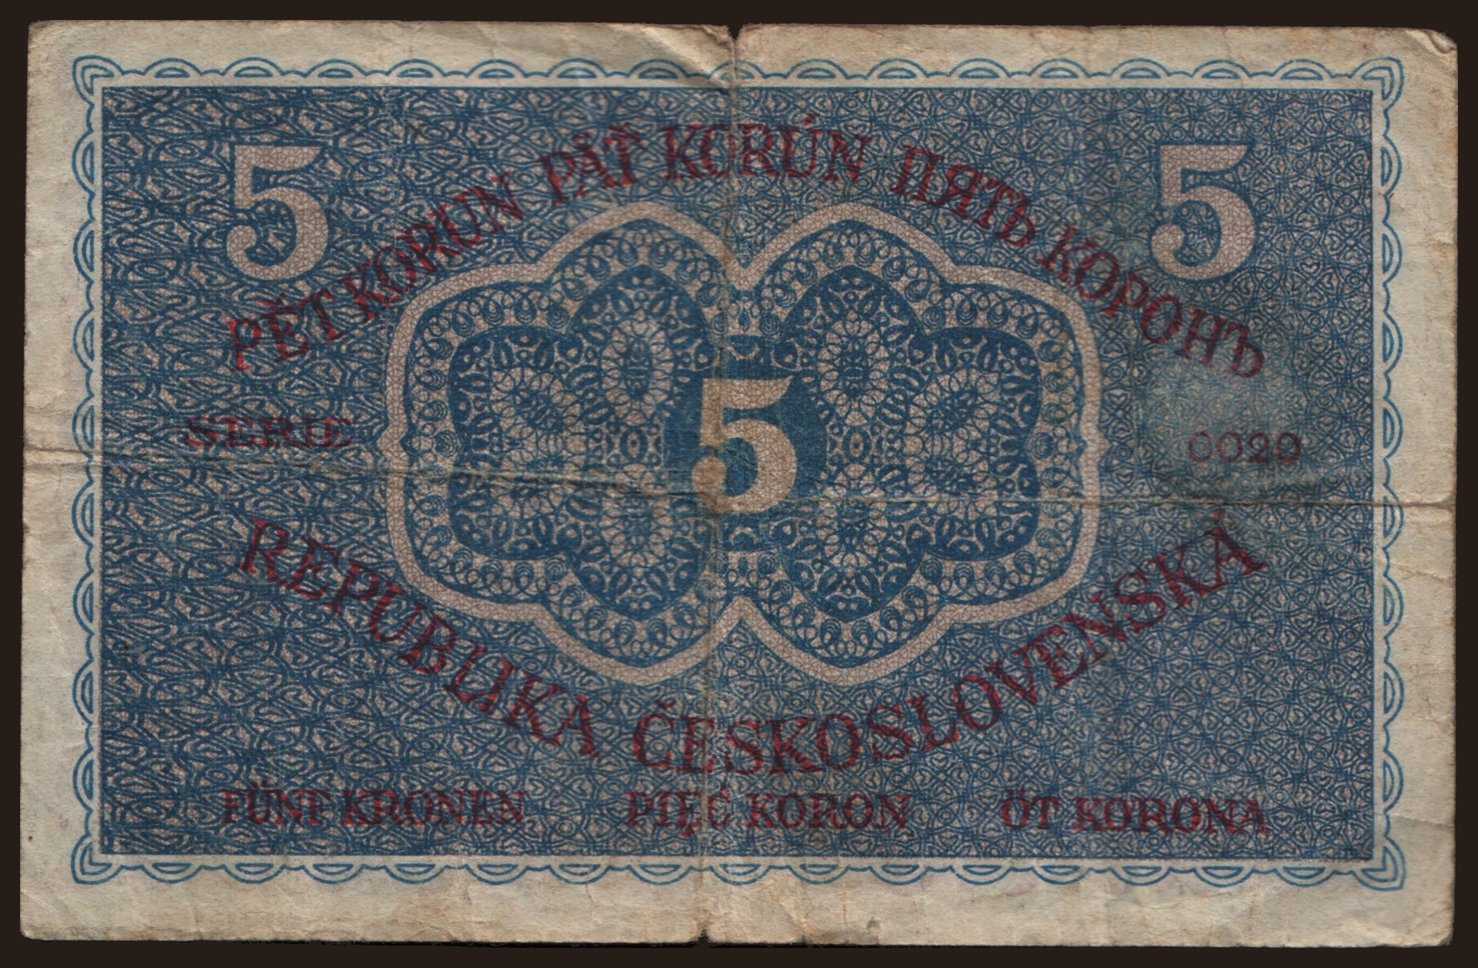 5 5
PĚT KORUN PÄŤ KORÚN ПЯТЬ КОРОНЪ
SERIE 5 0020
REPUBLIKA ČESKOSLOVENSKÁ
FÜNF KRONEN PIĘĆ KORON ÖT KORONA